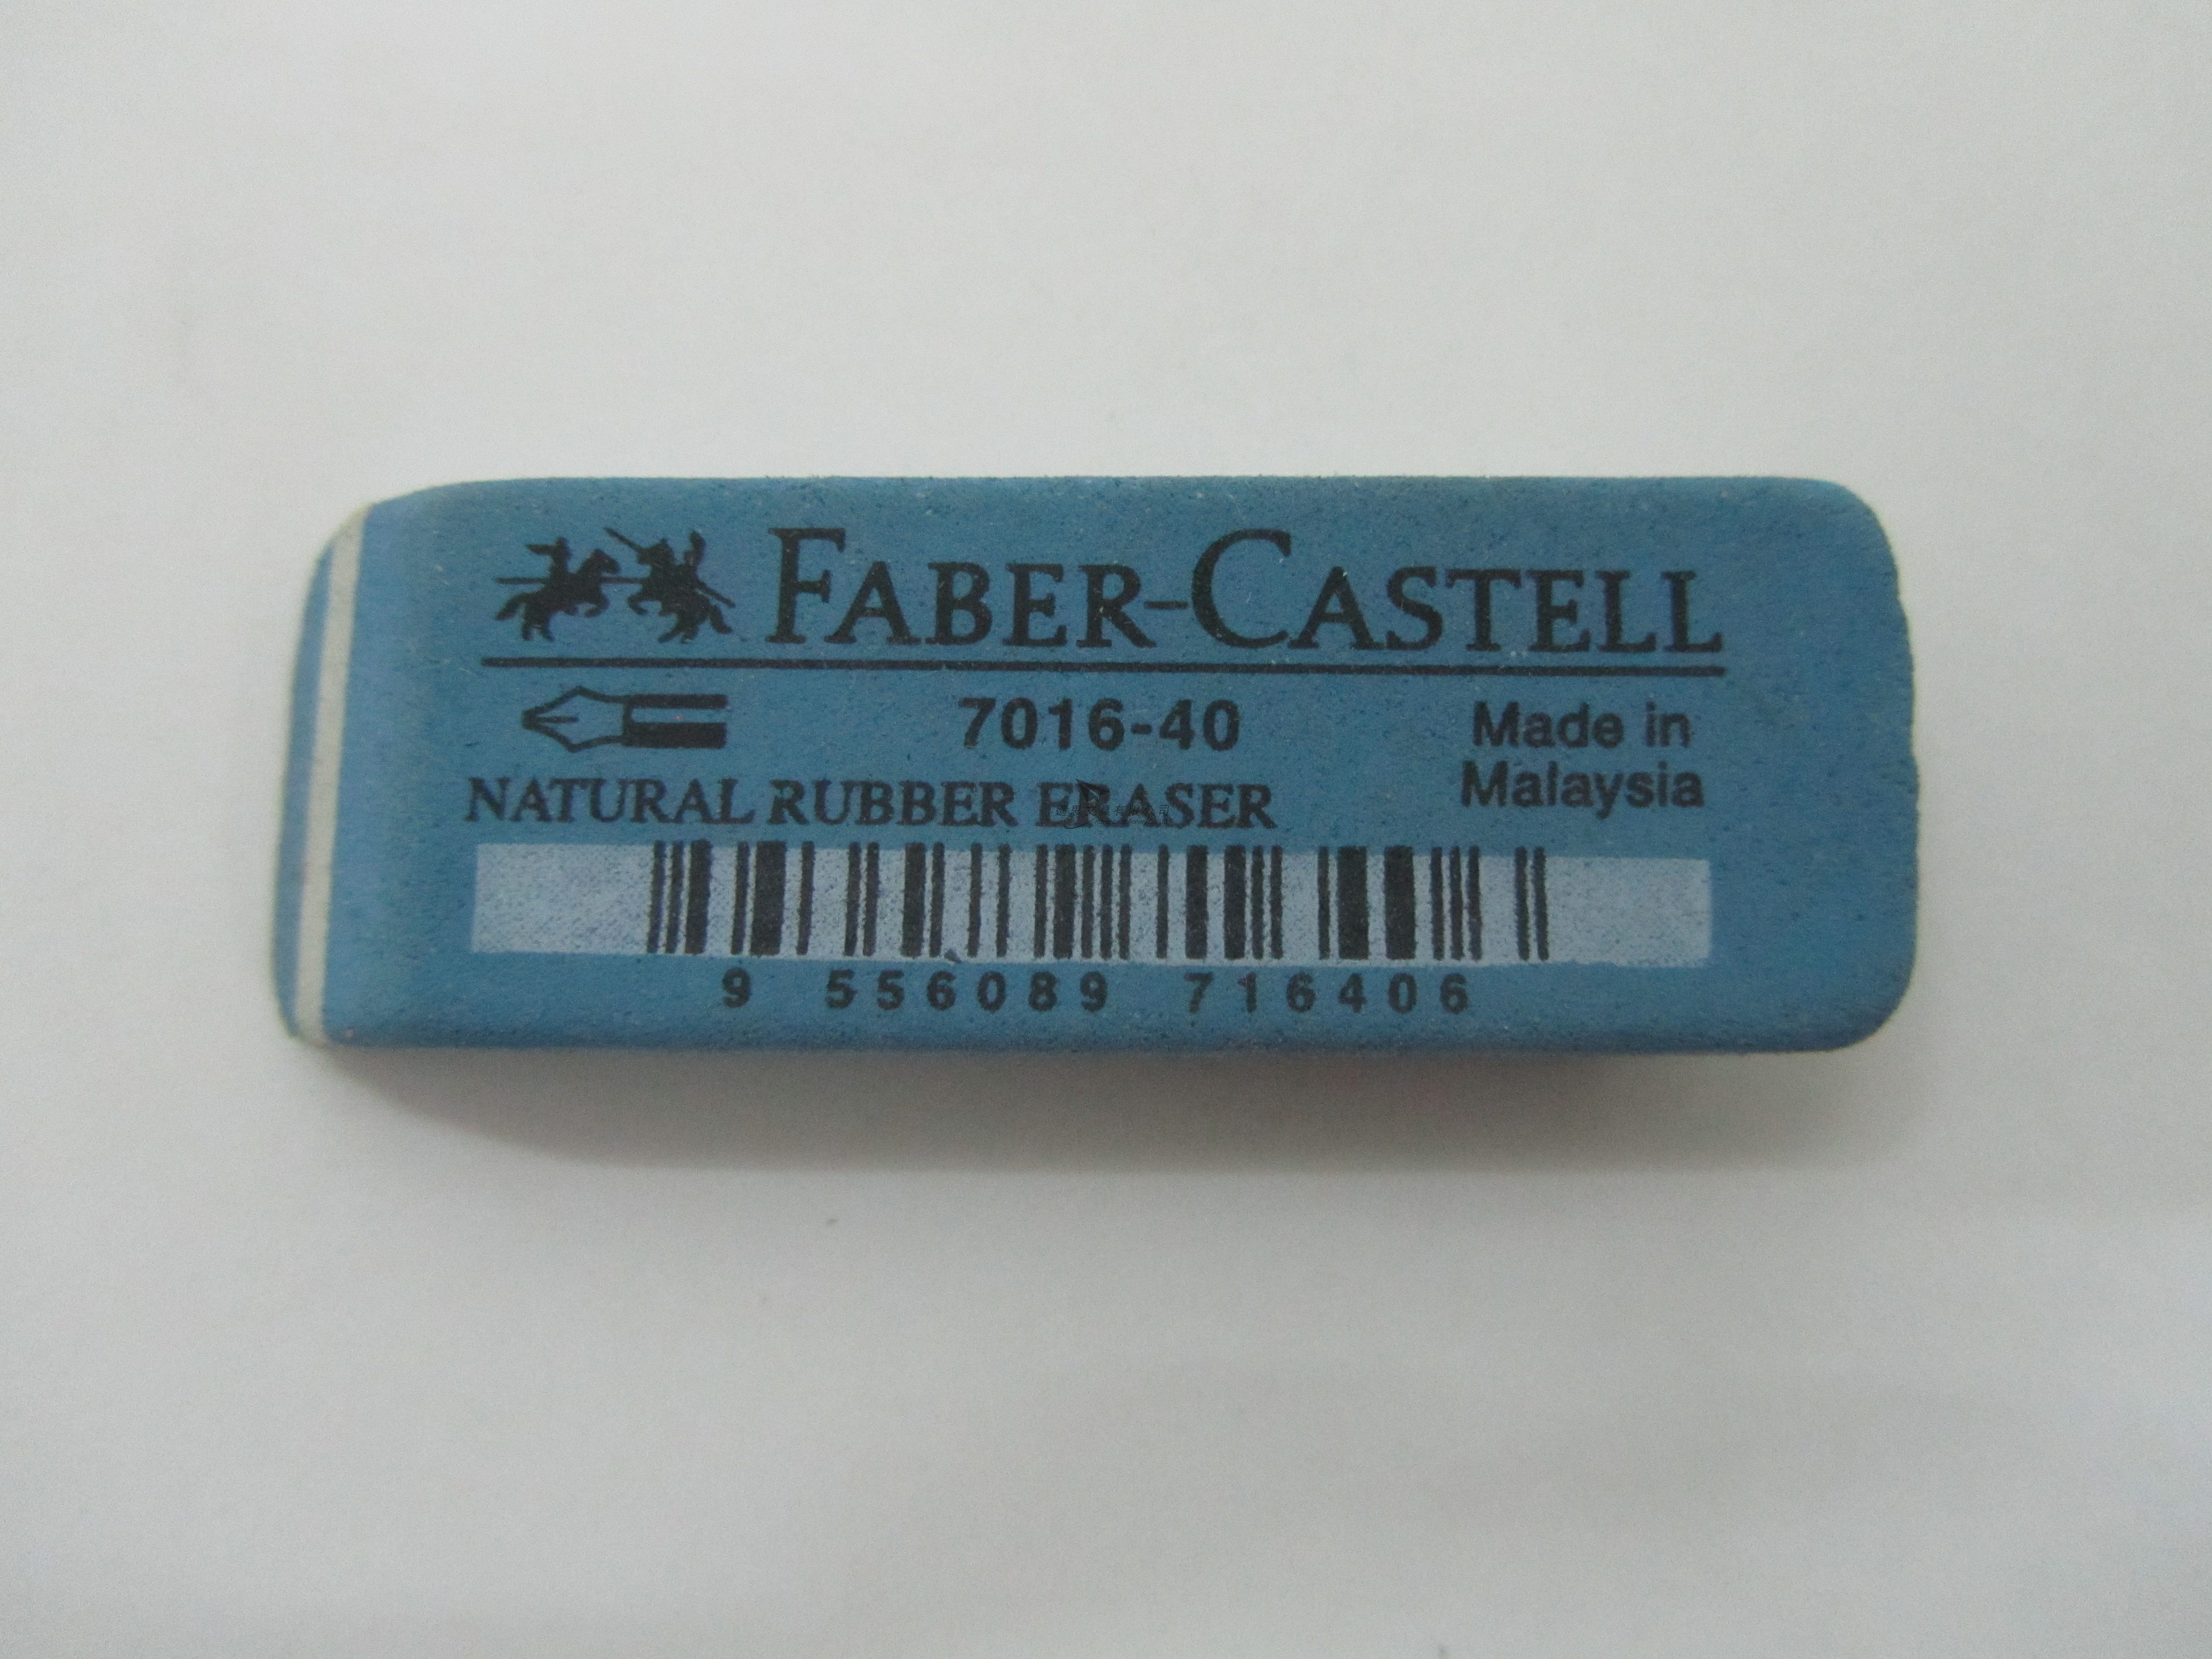 FABER-CASTELL
7016-40
Made in
Malaysia
NATURAL RUBBER ERASER
9 556089 716406